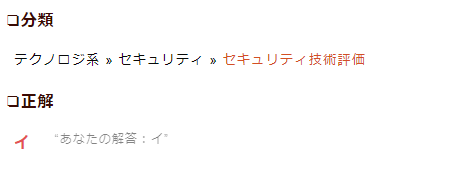 ❏分類
テクノロジ系 » セキュリティ » セキュリティ技術評価
❏正解
イ “あなたの解答：イ”